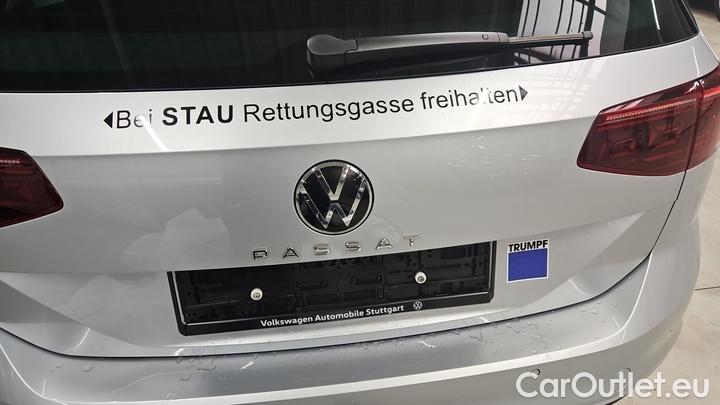 Bei STAU Rettungsgasse freihalten
PASSAT
TRUMPF
Volkswagen Automobile Stuttgart
CarOutlet.eu